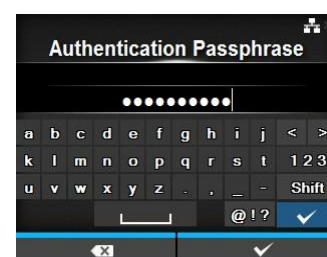 Authentication Passphrase
••••••••••
a b c d e f g h i j < >
k l m n o p q r s t 123
u v w x y z . , _ - Shift
@!?